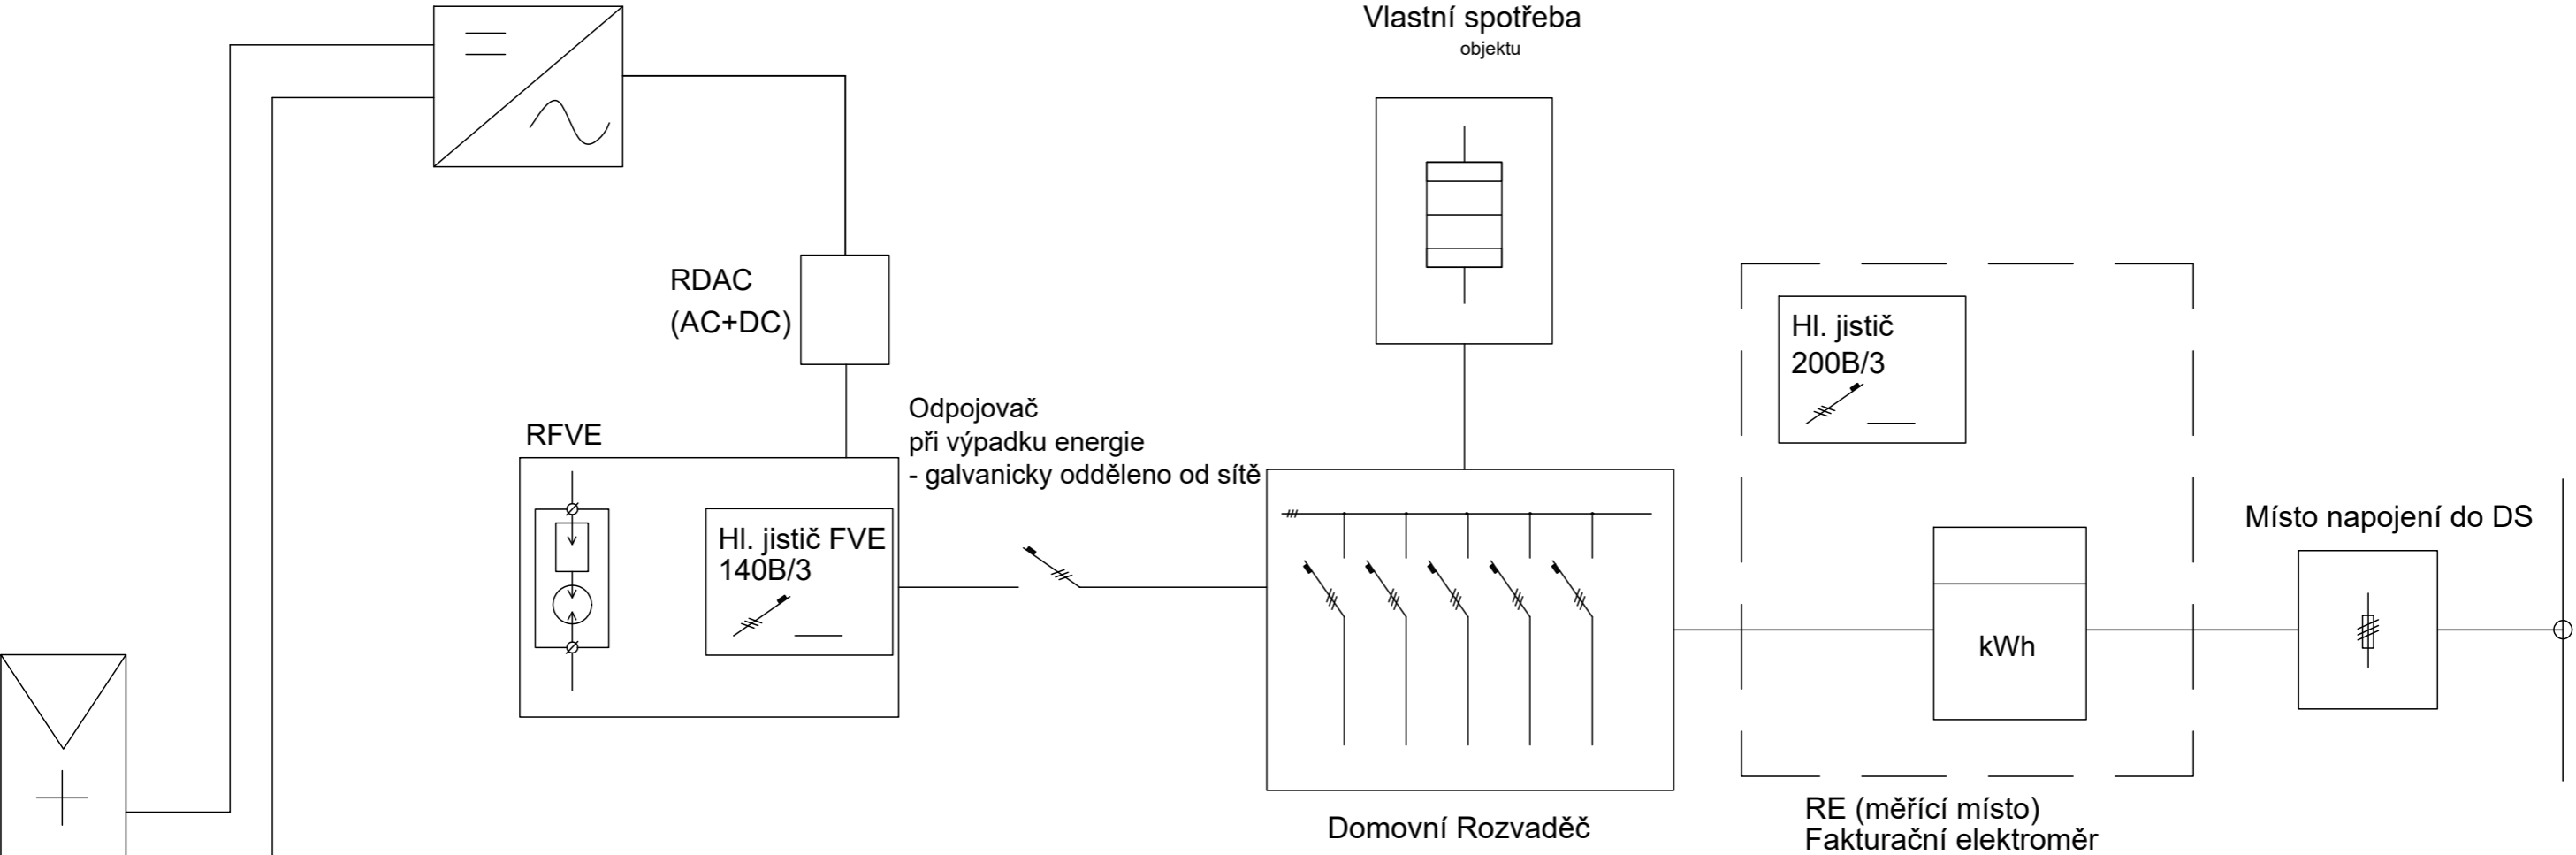 Vlastní spotřeba
objektu
RDAC
(AC+DC)
Hl. jistič
200B/3
Odpojovač
při výpadku energie
- galvanicky odděleno od sítě
RFVE
Hl. jistič FVE
140B/3
Místo napojení do DS
kWh
Domovní Rozvaděč
RE (měřící místo)
Fakturační elektroměr